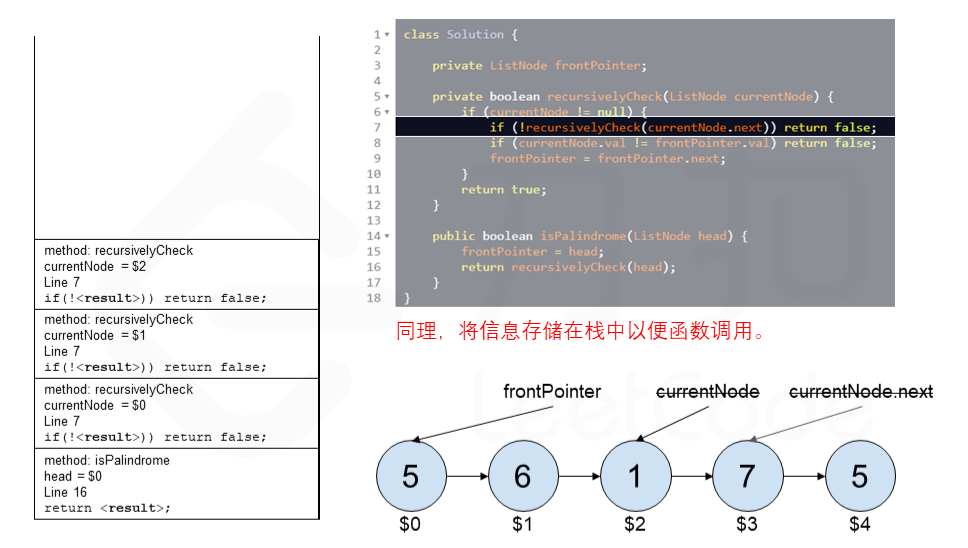 method: recursivelyCheck
currentNode = $2
Line 7
if(!<result>)) return false;
method: recursivelyCheck
currentNode = $1
Line 7
if(!<result>)) return false;
method: recursivelyCheck
currentNode = $0
Line 7
if(!<result>)) return false;
method: isPalindrome
head = $0
Line 16
return <result>;
1 class Solution {
2
3 private ListNode frontPointer;
4
5 private boolean recursivelyCheck(ListNode currentNode) {
6 if (currentNode != null) {
7 if (!recursivelyCheck(currentNode.next)) return false;
8 if (currentNode.val != frontPointer.val) return false;
9 frontPointer = frontPointer.next;
10 }
11 return true;
12 }
13
14 public boolean isPalindrome(ListNode head) {
15 frontPointer = head;
16 return recursivelyCheck(head);
17 }
18 }
同理，将信息存储在栈中以便函数调用。
frontPointer currentNode currentNode.next
5 6 1 7 5
$0 $1 $2 $3 $4
LeetCode